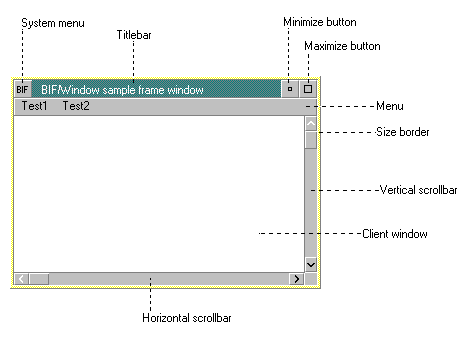 System menu
Minimize button
Titlebar
Maximize button
BIF BIF/Window sample frame window
Test1 Test2
Menu
Size border
Vertical scrollbar
Client window
Horizontal scrollbar